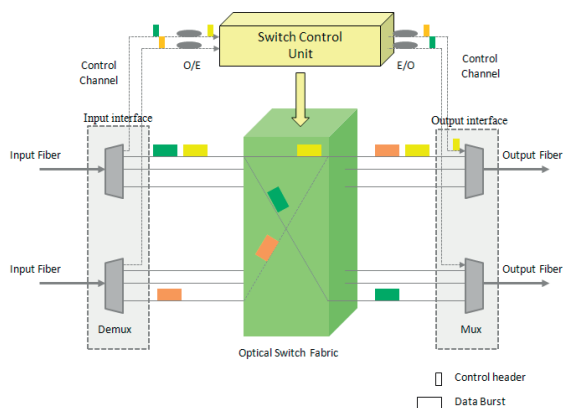 Switch Control
Unit
Control
Channel
O/E
E/O
Control
Channel
Input interface
Output interface
Input Fiber
Output Fiber
Input Fiber
Output Fiber
Demux
Mux
Optical Switch Fabric
Control header
Data Burst